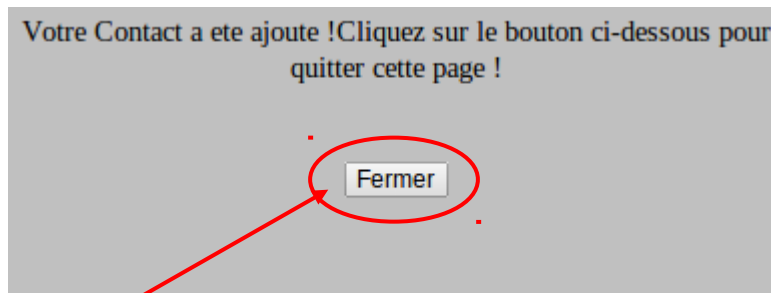 Votre Contact a ete ajoute !Cliquez sur le bouton ci-dessous pour
quitter cette page !
Fermer